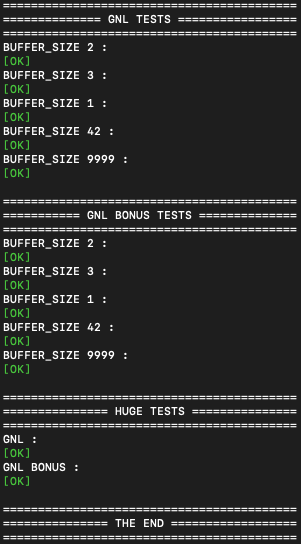 ==========================================
============== GNL TESTS =================
==========================================
BUFFER_SIZE 2 :
[OK]
BUFFER_SIZE 3 :
[OK]
BUFFER_SIZE 1 :
[OK]
BUFFER_SIZE 42 :
[OK]
BUFFER_SIZE 9999 :
[OK]
==========================================
=========== GNL BONUS TESTS ==============
==========================================
BUFFER_SIZE 2 :
[OK]
BUFFER_SIZE 3 :
[OK]
BUFFER_SIZE 1 :
[OK]
BUFFER_SIZE 42 :
[OK]
BUFFER_SIZE 9999 :
[OK]
==========================================
=============== HUGE TESTS ===============
==========================================
GNL :
[OK]
GNL BONUS :
[OK]
==========================================
=============== THE END ==================
==========================================